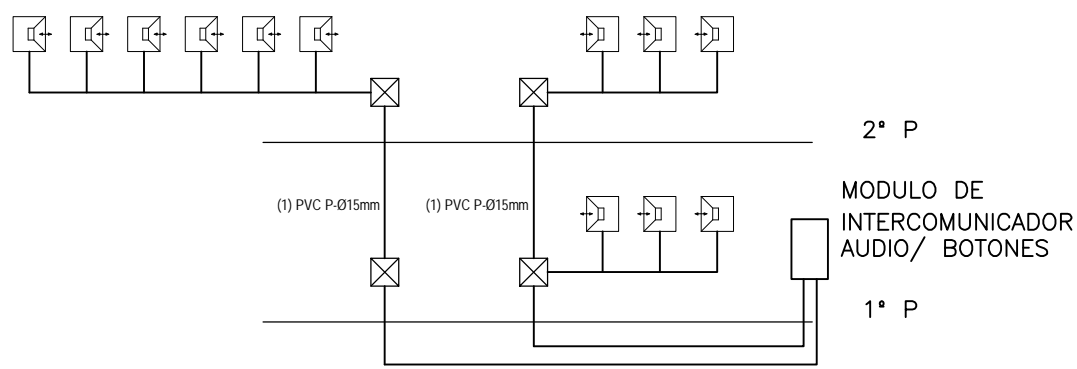 2° P
(1) PVC P-Ø15mm
(1) PVC P-Ø15mm
MODULO DE
INTERCOMUNICADOR
AUDIO/ BOTONES
1° P